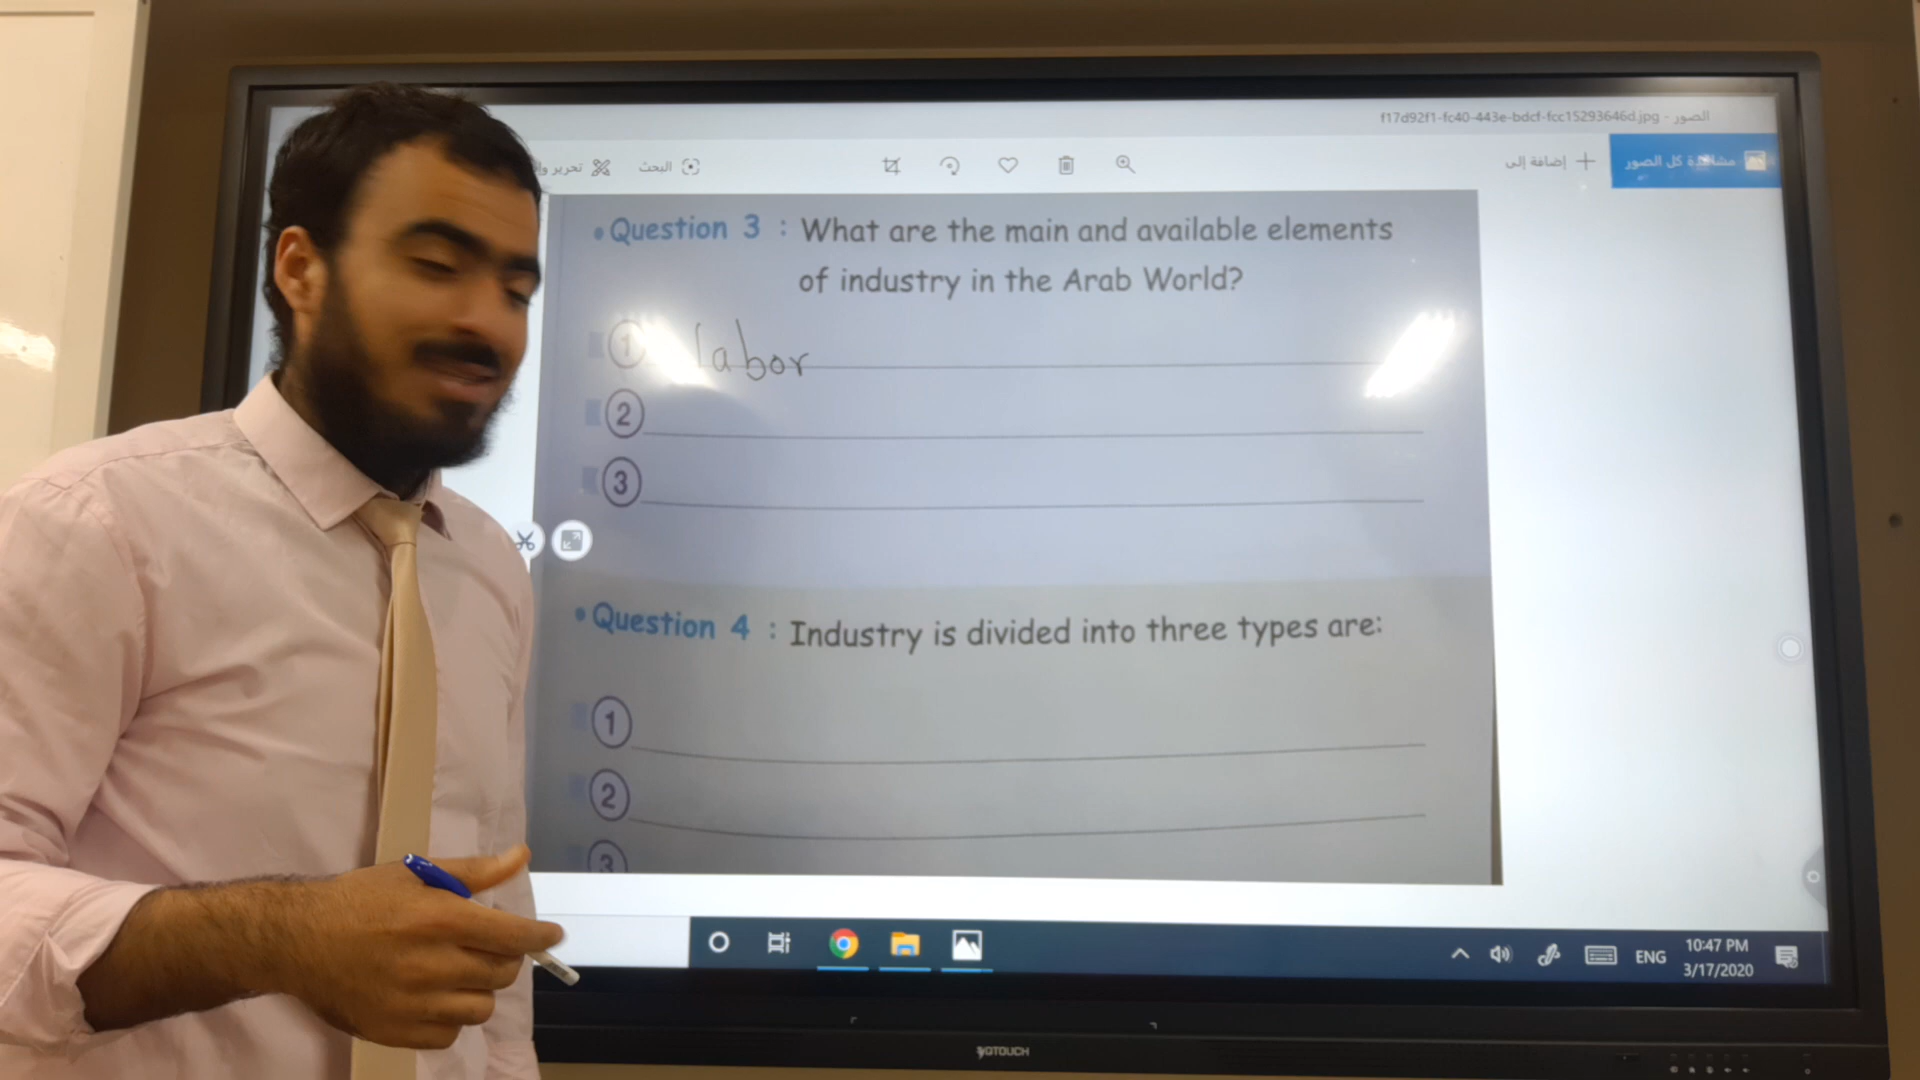 f17d92f1-fc40-443e-bdcf-fcc15293646d.jpg - الصور
مشاهدة كل الصور
إضافة إلى
البحث
تحرير
• Question 3 : What are the main and available elements
of industry in the Arab World?
1 labor
2
3
• Question 4 : Industry is divided into three types are:
1
2
3
ENG
10:47 PM
3/17/2020